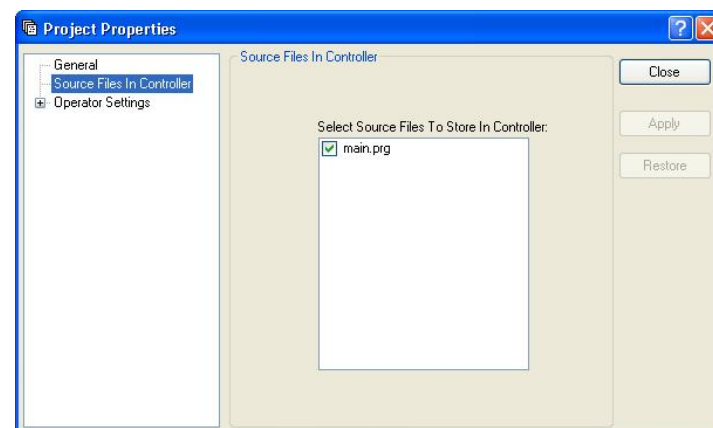 Project Properties
General
Source Files In Controller
Operator Settings
Source Files In Controller
Select Source Files To Store In Controller:
main.prg
Close
Apply
Restore